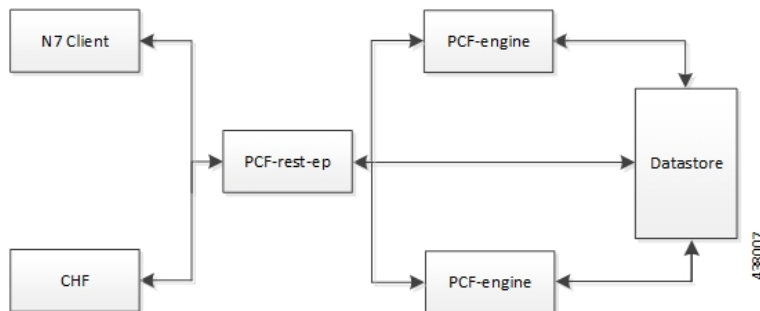 N7 Client
PCF-engine
PCF-rest-ep
Datastore
CHF
PCF-engine
438007